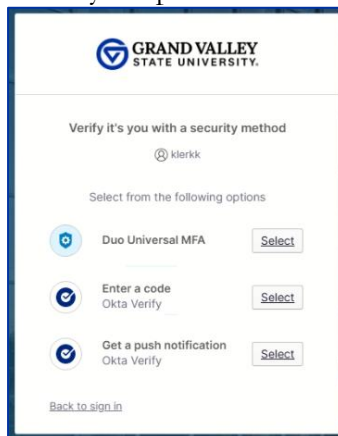 GRAND VALLEY
STATE UNIVERSITY.
Verify it's you with a security method
klerkk
Select from the following options
Duo Universal MFA
Select
Enter a code
Okta Verify
Select
Get a push notification
Okta Verify
Select
Back to sign in